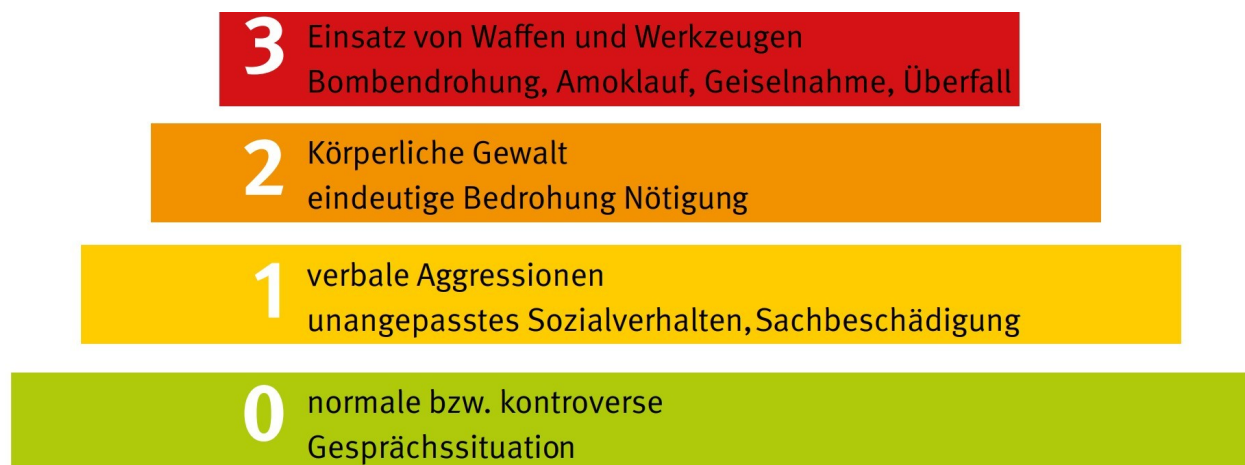 3 Einsatz von Waffen und Werkzeugen
Bombendrohung, Amoklauf, Geiselnahme, Überfall
2 Körperliche Gewalt
eindeutige Bedrohung Nötigung
1 verbale Aggressionen
unangepasstes Sozialverhalten, Sachbeschädigung
0 normale bzw. kontroverse
Gesprächssituation